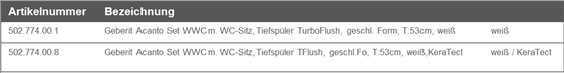 Artikelnummer Bezeichnung
502.774.00.1 Geberit Acanto Set WWC m. WC-Sitz, Tiefspüler TurboFlush, geschl. Form, T:53cm, weiß weiß
502.774.00.8 Geberit Acanto Set WWC m. WC-Sitz, Tiefspüler TFlush, geschl.Fo, T:53cm, weiß,KeraTect weiß / KeraTect